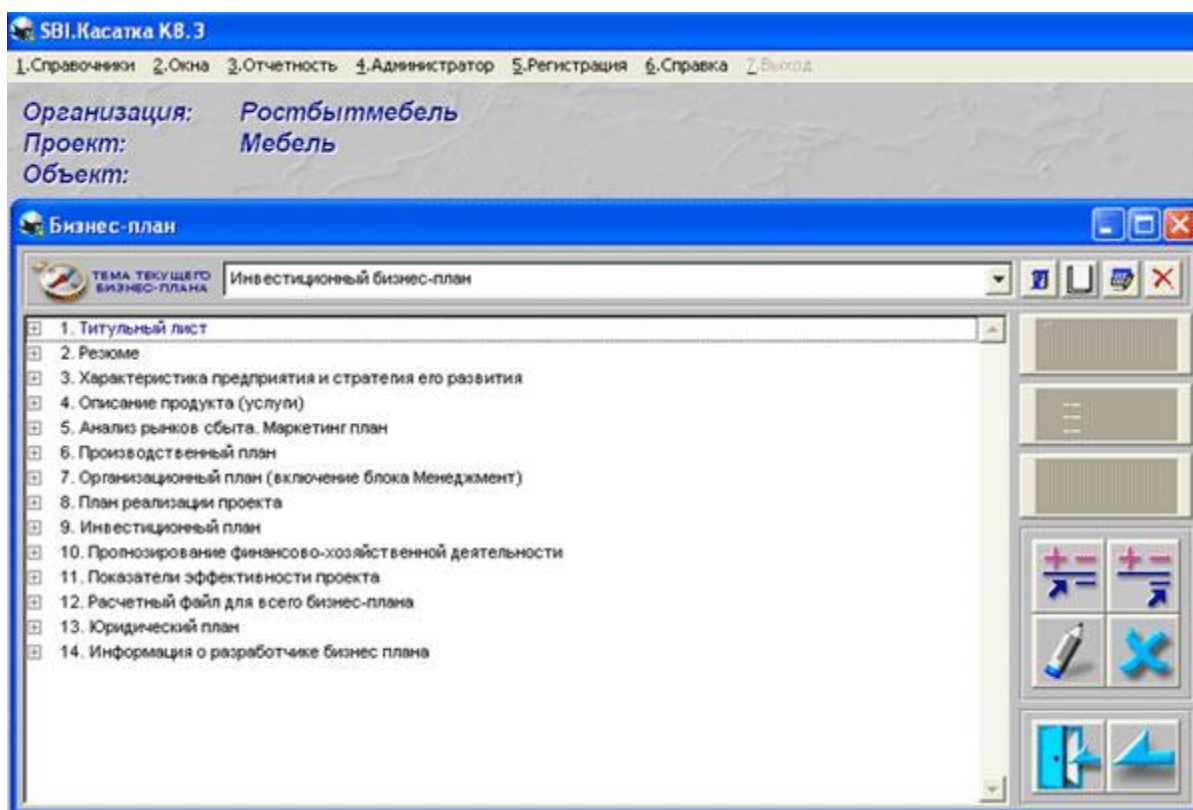 SBI.Касатка К8.3
1.Справочники 2.Окна 3.Отчетность 4.Администратор 5.Регистрация 6.Справка 7.Выход
Организация: Ростбытмебель
Проект: Мебель
Объект:
Бизнес-план
ТЕМА ТЕКУЩЕГО
БИЗНЕС-ПЛАНА
Инвестиционный бизнес-план
1. Титульный лист
2. Резюме
3. Характеристика предприятия и стратегия его развития
4. Описание продукта (услуги)
5. Анализ рынков сбыта. Маркетинг план
6. Производственный план
7. Организационный план (включение блока Менеджмент)
8. План реализации проекта
9. Инвестиционный план
10. Прогнозирование финансово-хозяйственной деятельности
11. Показатели эффективности проекта
12. Расчетный файл для всего бизнес-плана
13. Юридический план
14. Информация о разработчике бизнес плана